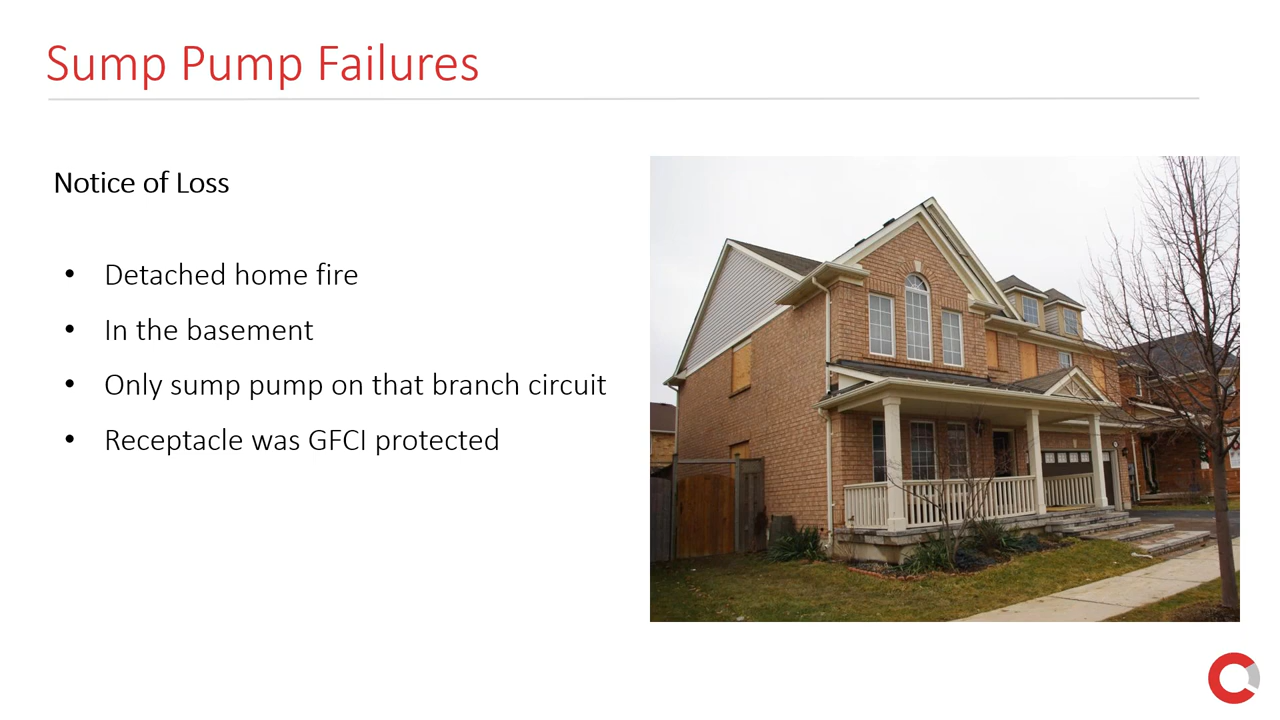 Sump Pump Failures
Notice of Loss
• Detached home fire
• In the basement
• Only sump pump on that branch circuit
• Receptacle was GFCI protected